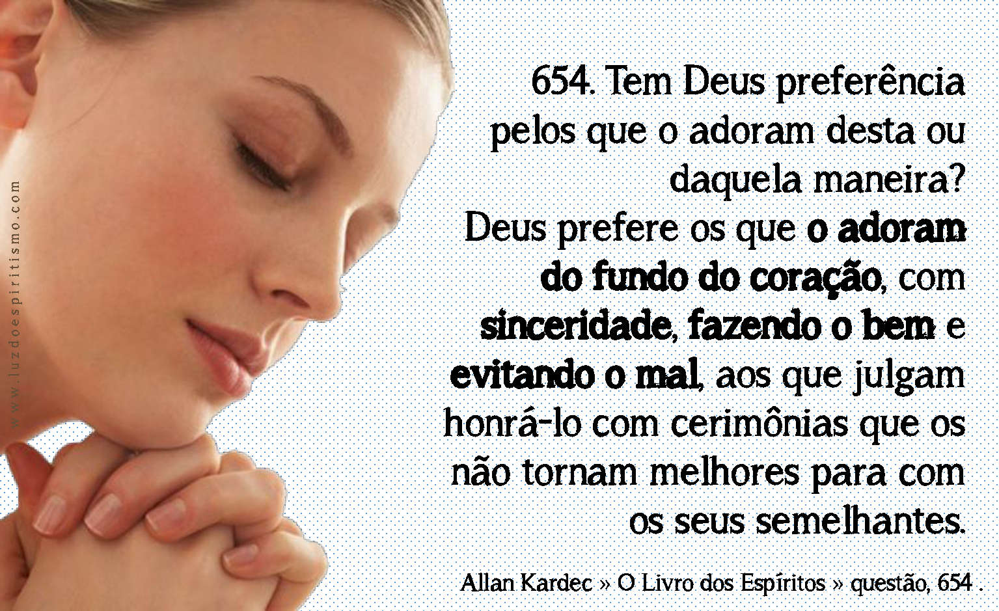 654. Tem Deus preferência
pelos que o adoram desta ou
daquela maneira?
Deus prefere os que o adoram
do fundo do coração, com
sinceridade, fazendo o bem e
evitando o mal, aos que julgam
honrá-lo com cerimônias que os
não tornam melhores para com
os seus semelhantes.
Allan Kardec » O Livro dos Espíritos » questão, 654 .
www.luzdoespiritismo.com